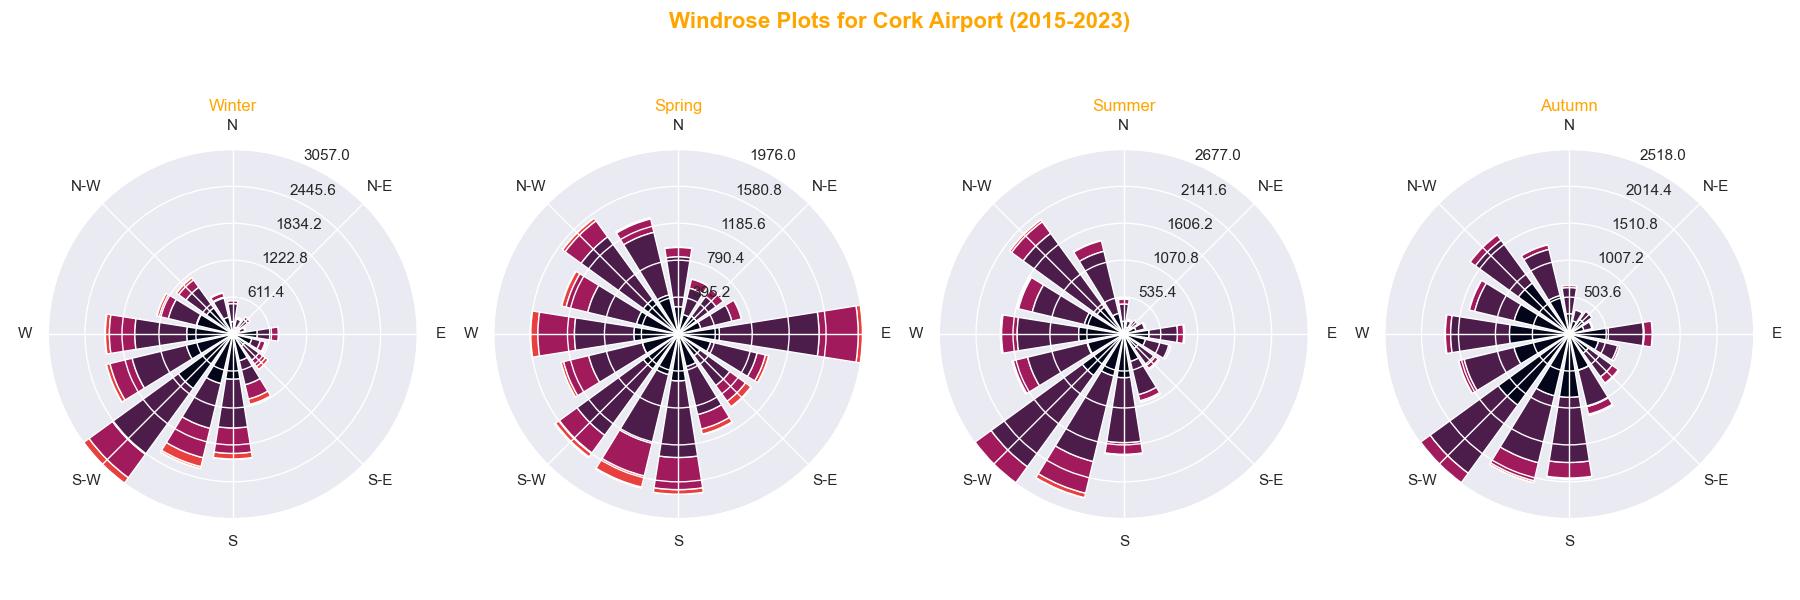 Windrose Plots for Cork Airport (2015-2023)
Winter
N
N-W
N-E
W
E
S-W
S-E
S
3057.0
2445.6
1834.2
1222.8
611.4
Spring
N
N-W
N-E
W
E
S-W
S-E
S
1976.0
1580.8
1185.6
790.4
395.2
Summer
N
N-W
N-E
W
E
S-W
S-E
S
2677.0
2141.6
1606.2
1070.8
535.4
Autumn
N
N-W
N-E
W
E
S-W
S-E
S
2518.0
2014.4
1510.8
1007.2
503.6